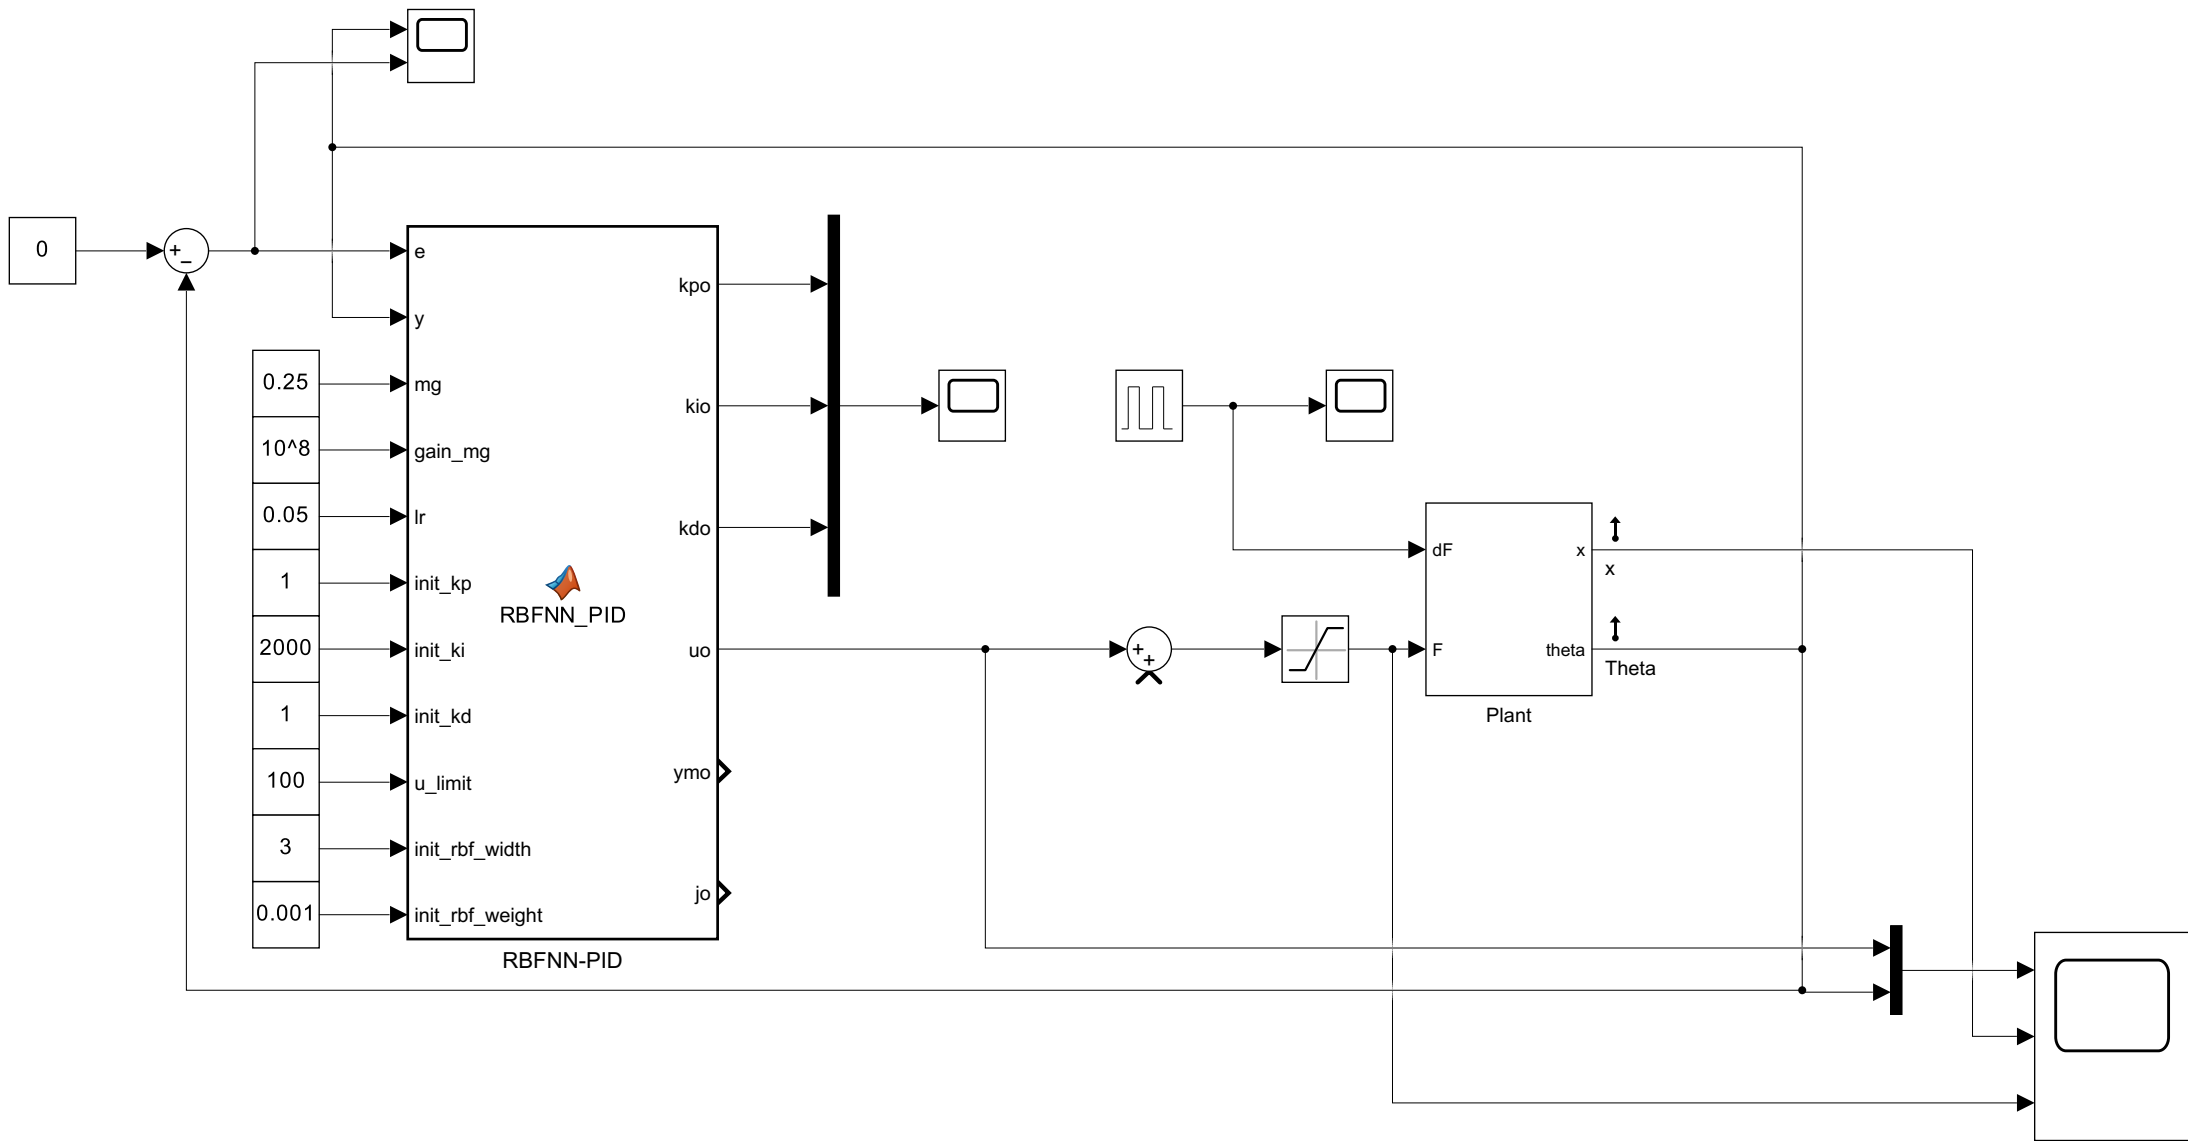 0
+
−
e
y
mg
gain_mg
lr
init_kp
init_ki
init_kd
u_limit
init_rbf_width
init_rbf_weight
0.25
10^8
0.05
1
2000
1
100
3
0.001
RBFNN_PID
kpo
kio
kdo
uo
ymo
jo
RBFNN-PID
+
+
dF
F
x
theta
Plant
x
Theta